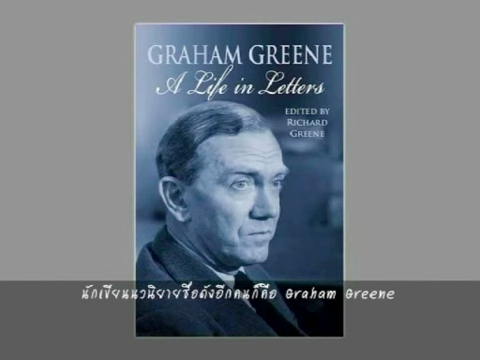 GRAHAM GREENE
A Life in Letters
EDITED BY
RICHARD
GREENE
นักเขียนนวนิยายชื่อดังอีกคนก็คือ Graham Greene